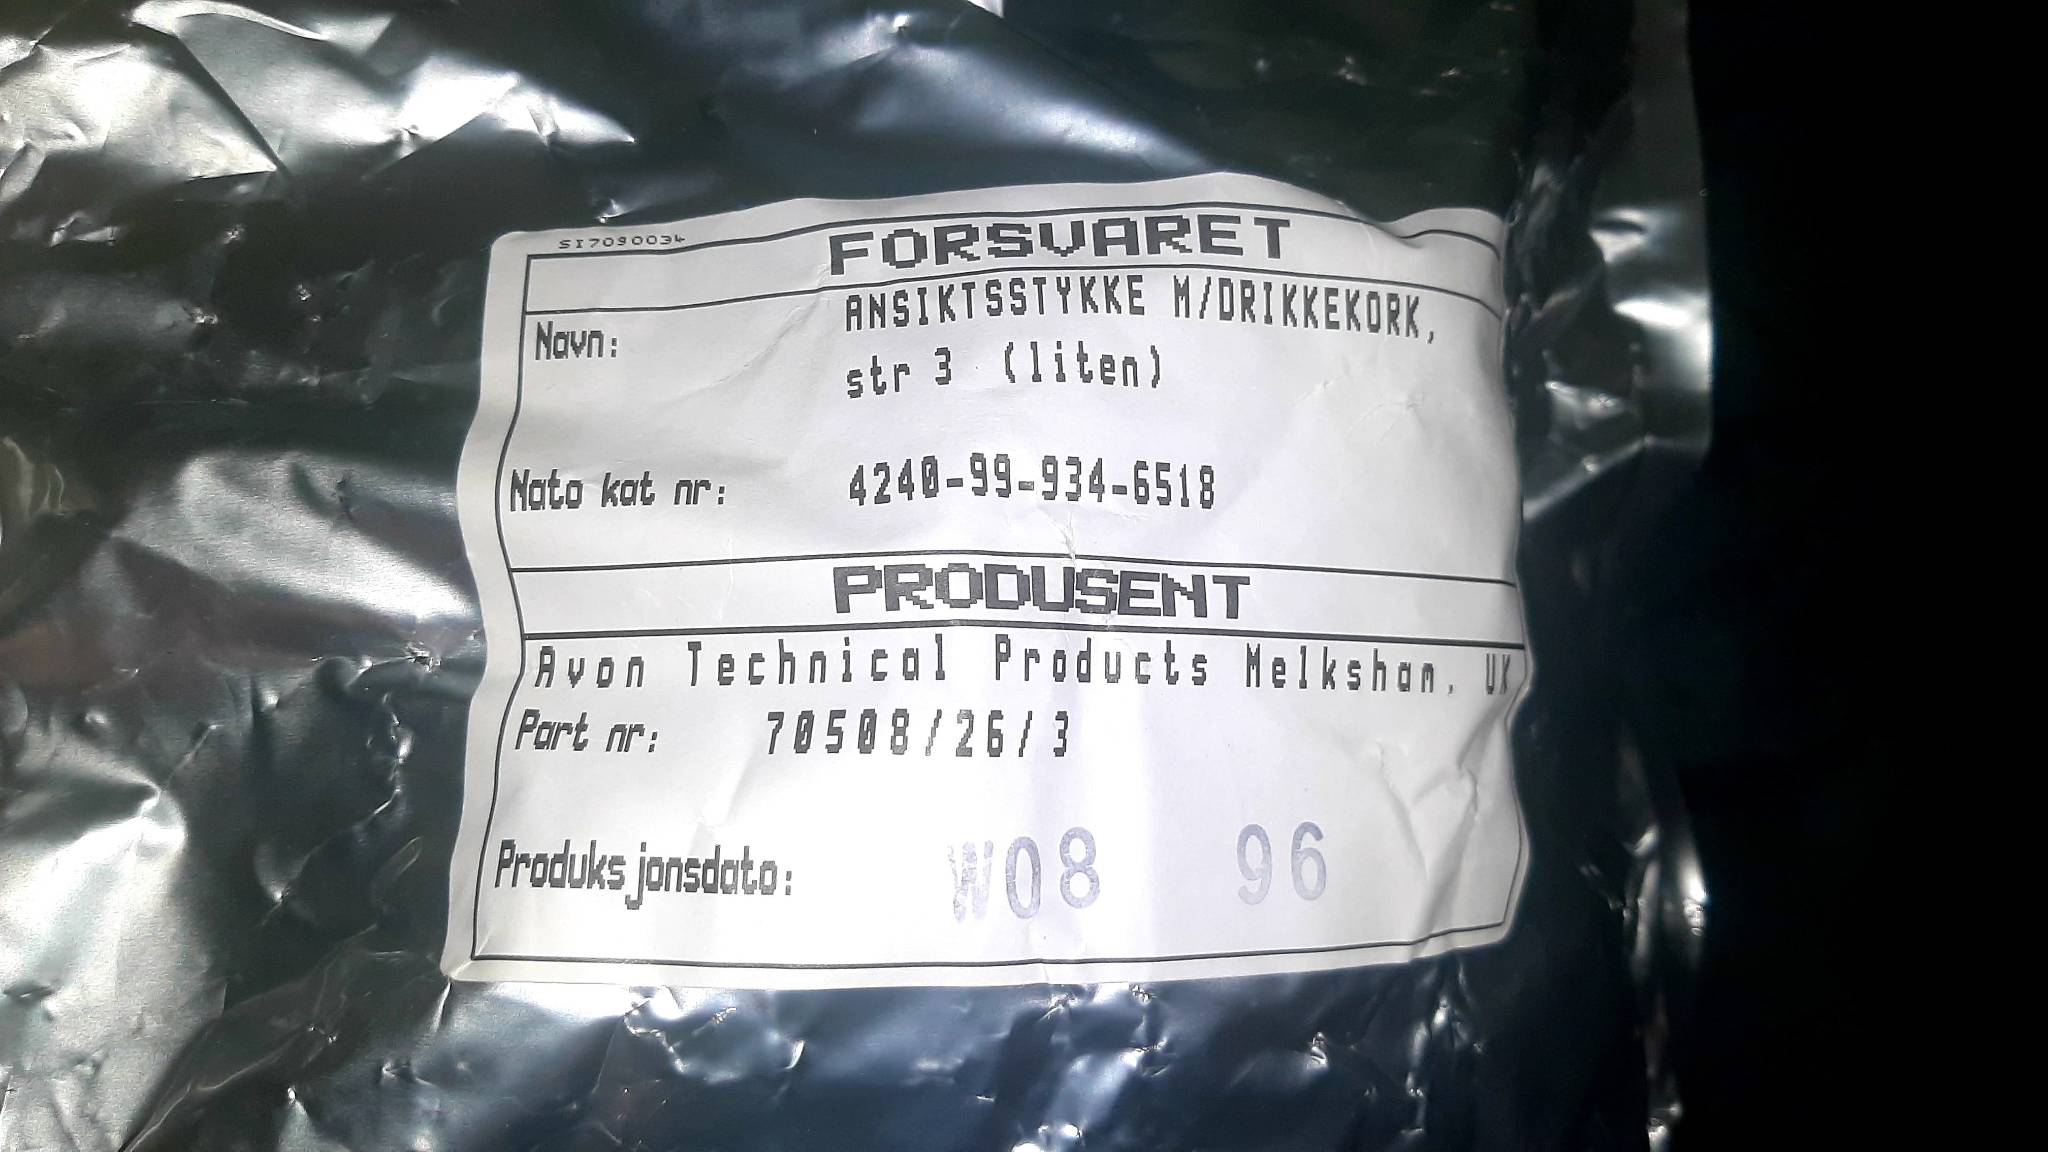 SI7090034
FORSVARET
Navn: ANSIKTSSTYKKE M/DRIKKEKORK,
str 3 (liten)
Nato kat nr: 4240-99-934-6518
PRODUSENT
Avon Technical Products Melksham. UK
Part nr: 70508/26/3
Produksjonsdato: W08 96